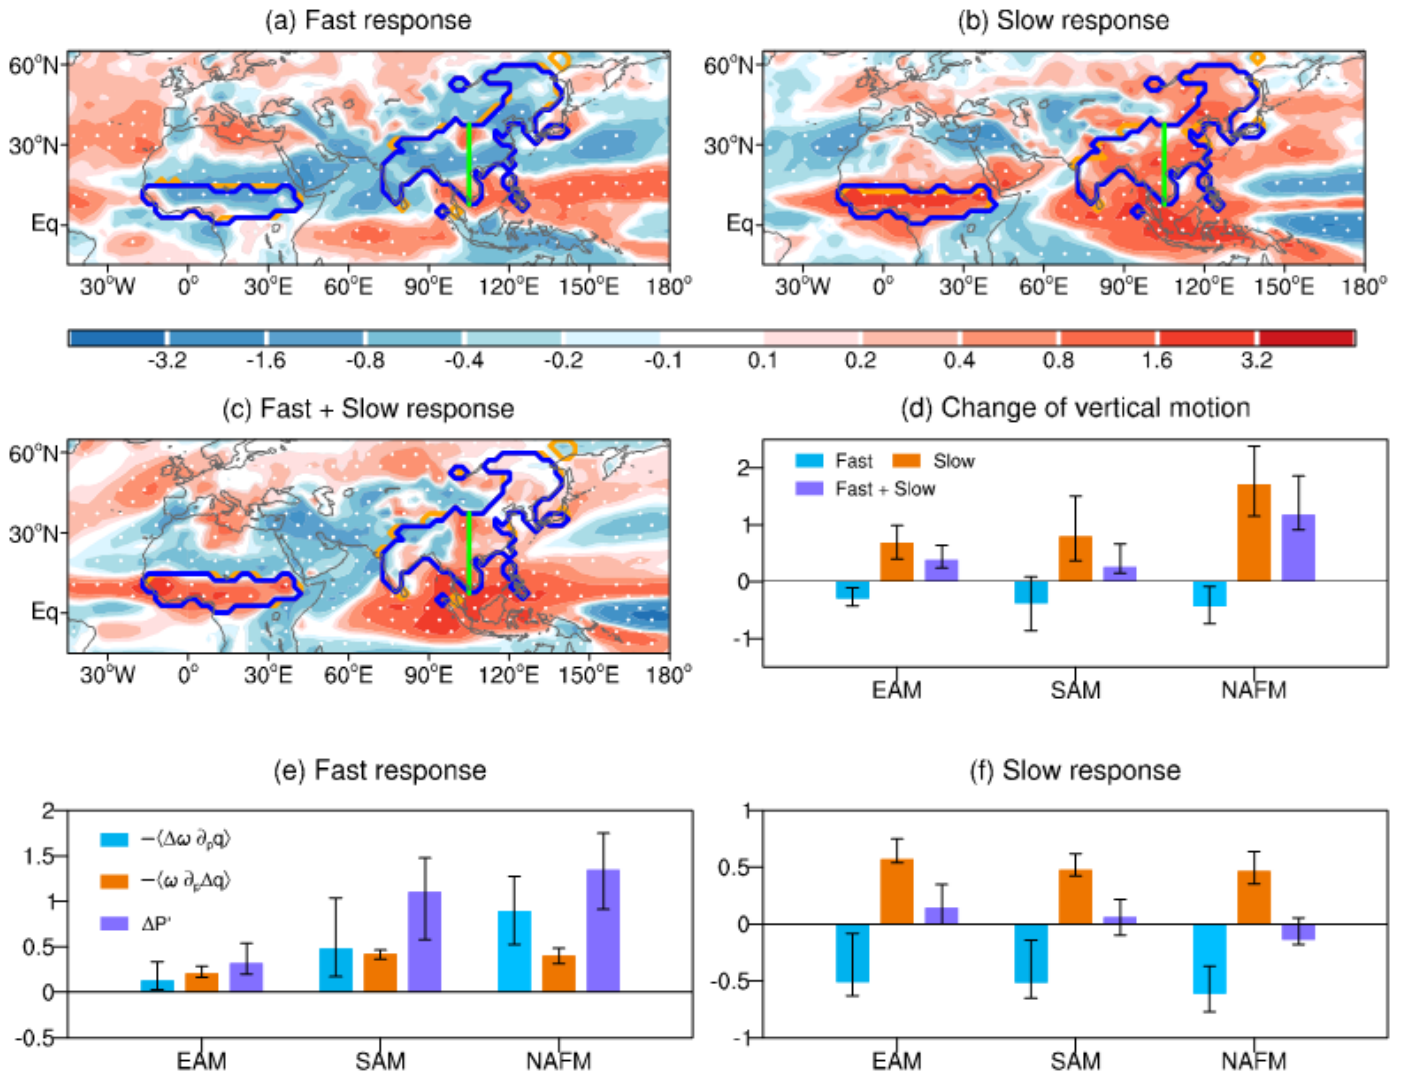 (a) Fast response
(b) Slow response
60°N
30°N
Eq
30°W 0° 30°E 60°E 90°E 120°E 150°E 180°
60°N
30°N
Eq
30°W 0° 30°E 60°E 90°E 120°E 150°E 180°
-3.2 -1.6 -0.8 -0.4 -0.2 -0.1 0.1 0.2 0.4 0.8 1.6 3.2
(c) Fast + Slow response
(d) Change of vertical motion
60°N
30°N
Eq
30°W 0° 30°E 60°E 90°E 120°E 150°E 180°
Fast Slow
Fast + Slow
2
1
0
-1
EAM SAM NAFM
(e) Fast response
(f) Slow response
2
1.5
1
0.5
0
-0.5
−⟨Δω ∂ₚq⟩
−⟨ω ∂ₚΔq⟩
ΔP'
EAM SAM NAFM
1
0.5
0
-0.5
-1
EAM SAM NAFM